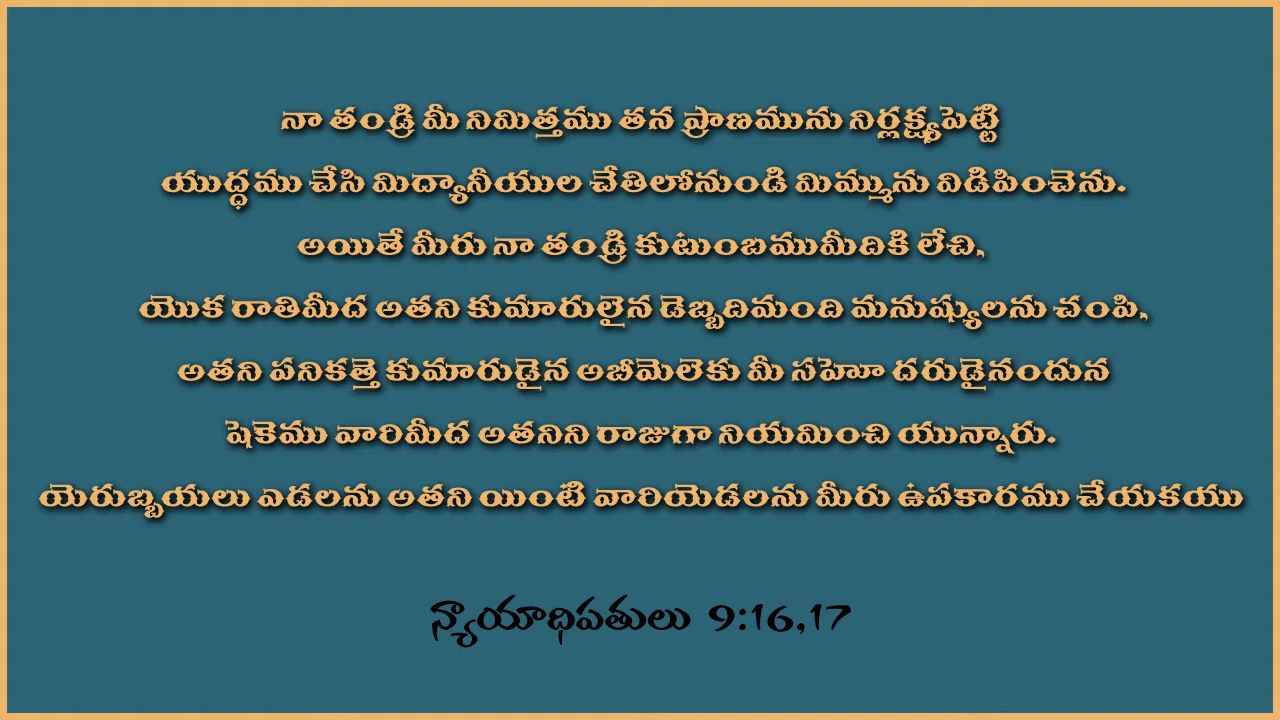 నా తండ్రి మీ నిమిత్తము తన ప్రాణమును నిర్లక్ష్యపెట్టి
యుద్ధము చేసి మిద్యానీయుల చేతిలోనుండి మిమ్మును విడిపించెను.
అయితే మీరు నా తండ్రి కుటుంబముమీదికి లేచి,
యొక రాతిమీద అతని కుమారులైన డెబ్బదిమంది మనుష్యులను చంపి,
అతని పనికత్తె కుమారుడైన అబీమెలెకు మీ సహెూ దరుడైనందున
షెకెము వారిమీద అతనిని రాజుగా నియమించి యున్నారు.
యెరుబ్బయలు ఎడలను అతని యింటి వారియెడలను మీరు ఉపకారము చేయకయు
న్యాయాధిపతులు 9:16,17